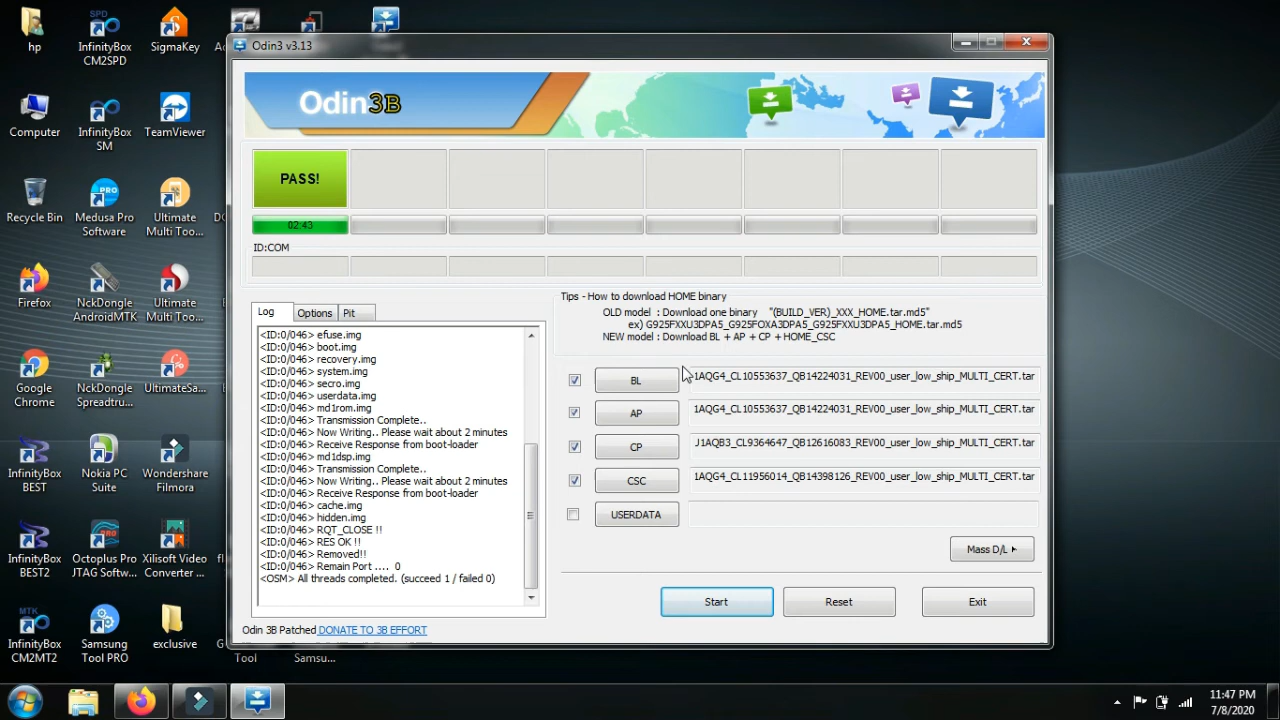 hp
InfinityBox
CM2SPD
SigmaKey
Computer
InfinityBox
SM
TeamViewer
Recycle Bin
Medusa Pro
Software
Ultimate
Multi Too...
Firefox
NckDongle
AndroidMTK
Ultimate
Multi Too...
Google
Chrome
NckDongle
Spreadtru...
UltimateSa...
InfinityBox
BEST
Nokia PC
Suite
Wondershare
Filmora
InfinityBox
BEST2
Octoplus Pro
JTAG Softw...
Xilisoft Video
Converter ...
InfinityBox
CM2MT2
Samsung
Tool PRO
exclusive
Tool
Samsu...
Odin3 v3.13
Odin3B
PASS!
02:43
ID:COM
Log
Options
Pit
<ID:0/046> efuse.img
<ID:0/046> boot.img
<ID:0/046> recovery.img
<ID:0/046> system.img
<ID:0/046> secro.img
<ID:0/046> userdata.img
<ID:0/046> md1rom.img
<ID:0/046> Transmission Complete..
<ID:0/046> Now Writing.. Please wait about 2 minutes
<ID:0/046> Receive Response from boot-loader
<ID:0/046> md1dsp.img
<ID:0/046> Transmission Complete..
<ID:0/046> Now Writing.. Please wait about 2 minutes
<ID:0/046> Receive Response from boot-loader
<ID:0/046> cache.img
<ID:0/046> hidden.img
<ID:0/046> RQT_CLOSE !!
<ID:0/046> RES OK !!
<ID:0/046> Removed!!
<ID:0/046> Remain Port .... 0
<OSM> All threads completed. (succeed 1 / failed 0)
Tips - How to download HOME binary
OLD model : Download one binary "(BUILD_VER)_XXX_HOME.tar.md5"
ex) G925FXXU3DPA5_G925FOXA3DPA5_G925FXXU3DPA5_HOME.tar.md5
NEW model : Download BL + AP + CP + HOME_CSC
BL
1AQG4_CL10553637_QB14224031_REV00_user_low_ship_MULTI_CERT.tar
AP
1AQG4_CL10553637_QB14224031_REV00_user_low_ship_MULTI_CERT.tar
CP
J1AQB3_CL9364647_QB12616083_REV00_user_low_ship_MULTI_CERT.tar
CSC
1AQG4_CL11956014_QB14398126_REV00_user_low_ship_MULTI_CERT.tar
USERDATA
Mass D/L
Start
Reset
Exit
Odin 3B Patched DONATE TO 3B EFFORT
11:47 PM
7/8/2020